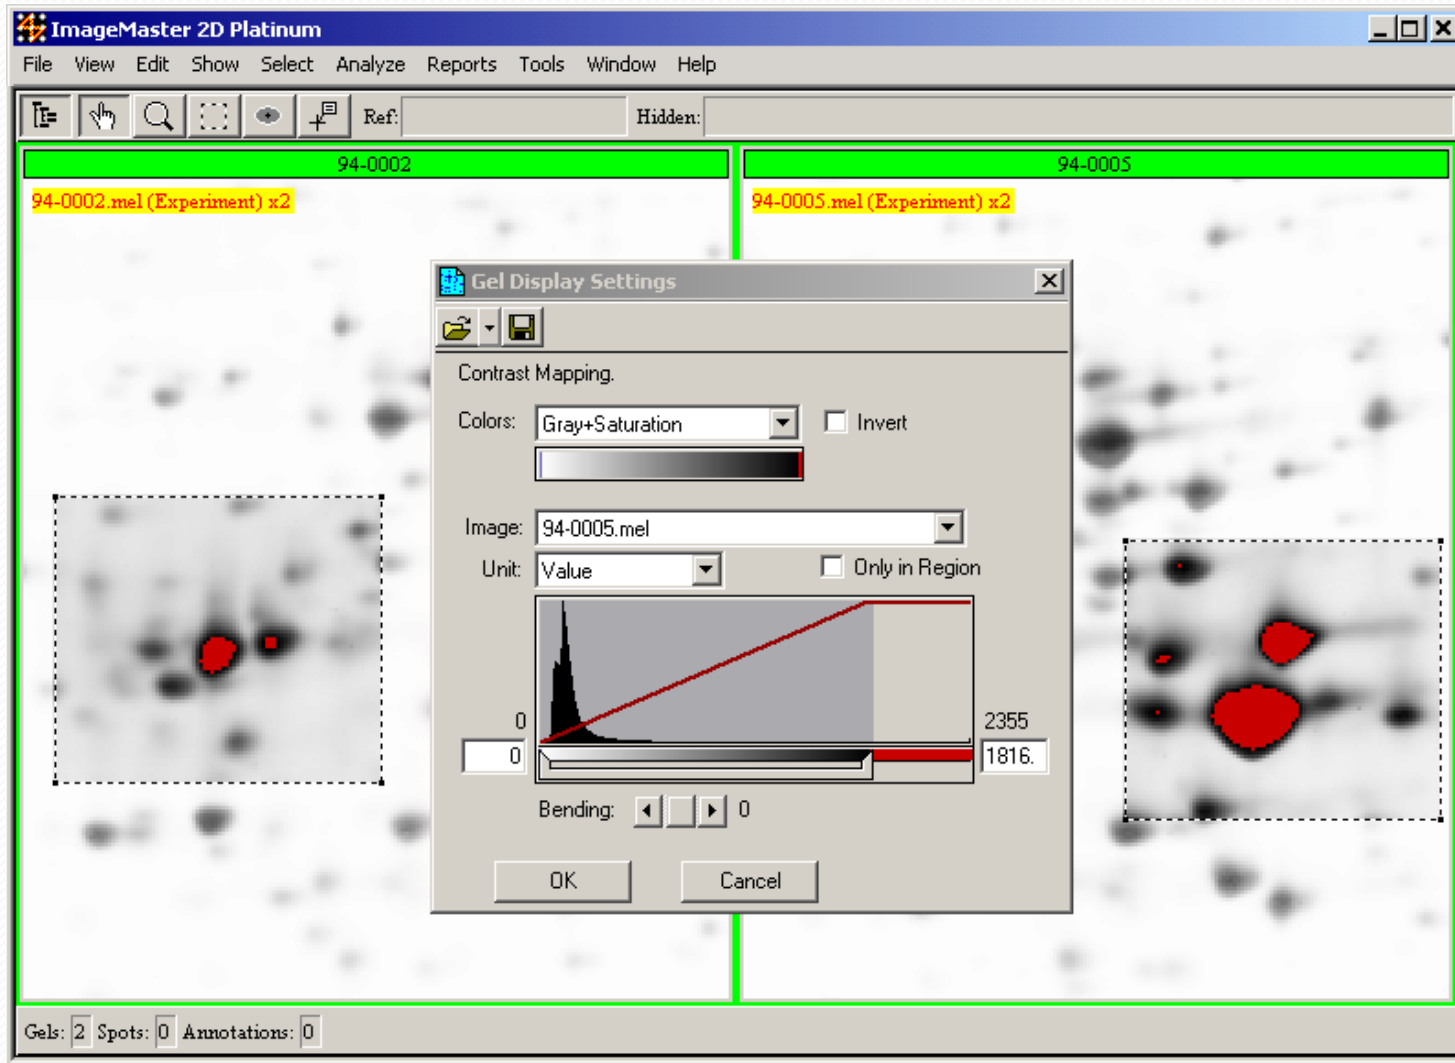 ImageMaster 2D Platinum
File View Edit Show Select Analyze Reports Tools Window Help
Ref: Hidden:
94-0002 94-0005
94-0002.mel (Experiment) x2 94-0005.mel (Experiment) x2
Gel Display Settings
Contrast Mapping.
Colors: Gray+Saturation Invert
Image: 94-0005.mel
Unit: Value Only in Region
0 2355
0 1816.
Bending: 0
OK Cancel
Gels: 2 Spots: 0 Annotations: 0